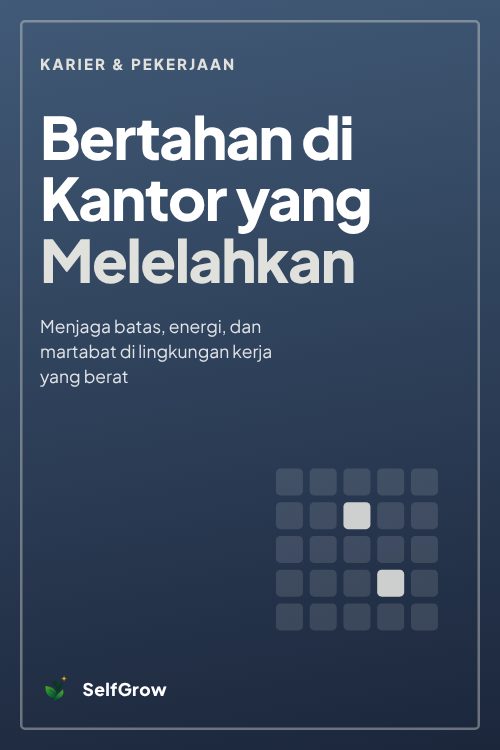 KARIER & PEKERJAAN
Bertahan di
Kantor yang
Melelahkan
Menjaga batas, energi, dan
martabat di lingkungan kerja
yang berat
SelfGrow